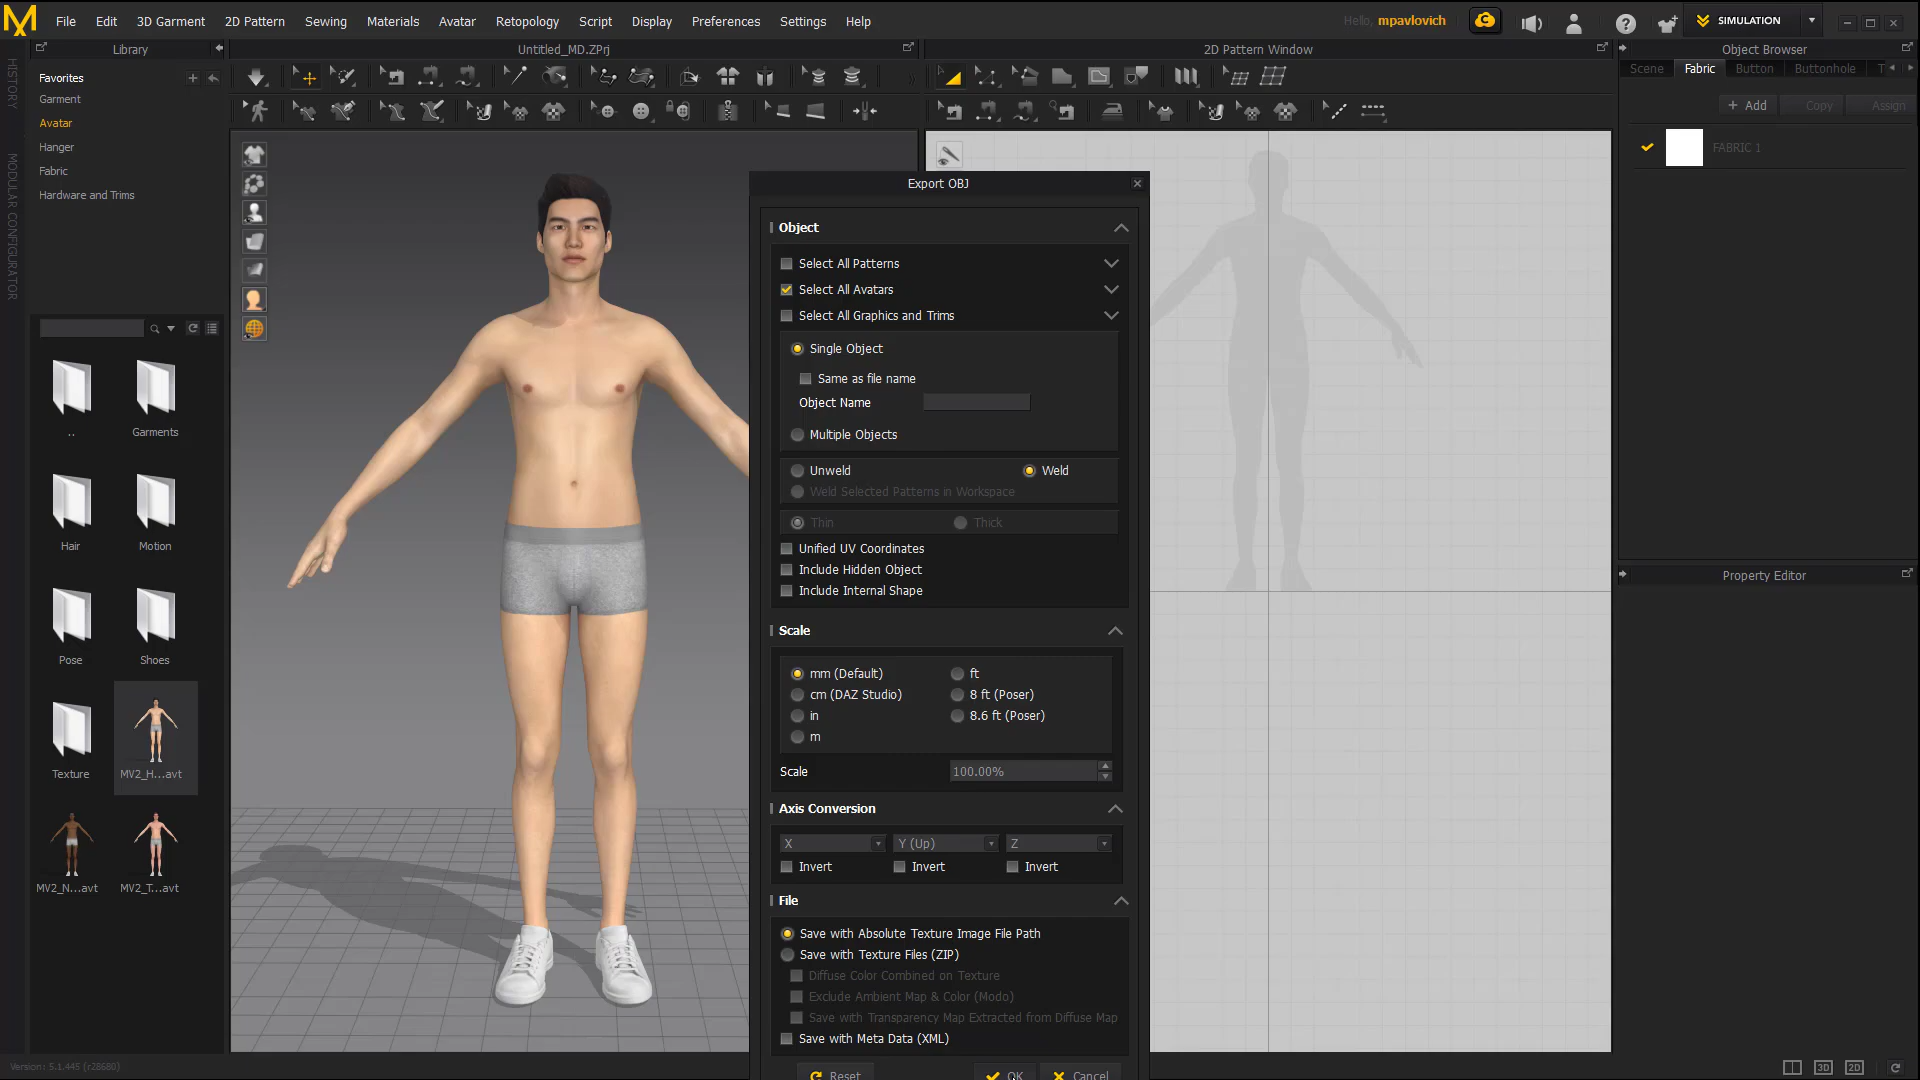 File Edit 3D Garment 2D Pattern Sewing Materials Avatar Retopology Script Display Preferences Settings Help
Hello, mpavlovich
SIMULATION
HISTORY
MODULAR CONFIGURATOR
Library
Untitled_MD.ZPrj
2D Pattern Window
Object Browser
Favorites
Garment
Avatar
Hanger
Fabric
Hardware and Trims
Scene Fabric Button Buttonhole T
+ Add Copy Assign
FABRIC 1
Property Editor
..
Garments
Hair
Motion
Pose
Shoes
Texture
MV2_H...avt
MV2_N...avt
MV2_T...avt
Export OBJ
Object
Select All Patterns
Select All Avatars
Select All Graphics and Trims
Single Object
Same as file name
Object Name
Multiple Objects
Unweld Weld
Weld Selected Patterns in Workspace
Thin Thick
Unified UV Coordinates
Include Hidden Object
Include Internal Shape
Scale
mm (Default) ft
cm (DAZ Studio) 8 ft (Poser)
in 8.6 ft (Poser)
m
Scale 100.00%
Axis Conversion
X Y (Up) Z
Invert Invert Invert
File
Save with Absolute Texture Image File Path
Save with Texture Files (ZIP)
Diffuse Color Combined on Texture
Exclude Ambient Map & Color (Modo)
Save with Transparency Map Extracted from Diffuse Map
Save with Meta Data (XML)
Reset OK Cancel
Version: 5.1.445 (r28680)
3D 2D